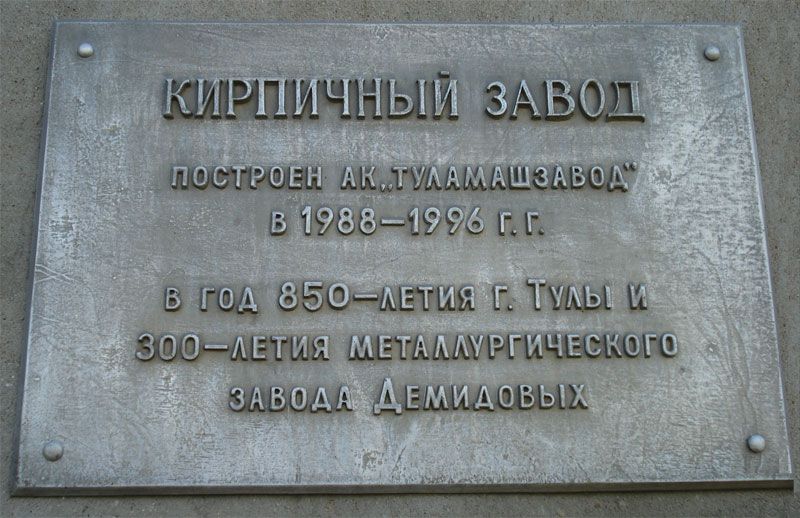 КИРПИЧНЫЙ ЗАВОД
ПОСТРОЕН АК „ТУЛАМАШЗАВОД"
В 1988–1996 Г. Г.
В ГОД 850–ЛЕТИЯ Г. ТУЛЫ И
300–ЛЕТИЯ МЕТАЛЛУРГИЧЕСКОГО
ЗАВОДА ДЕМИДОВЫХ